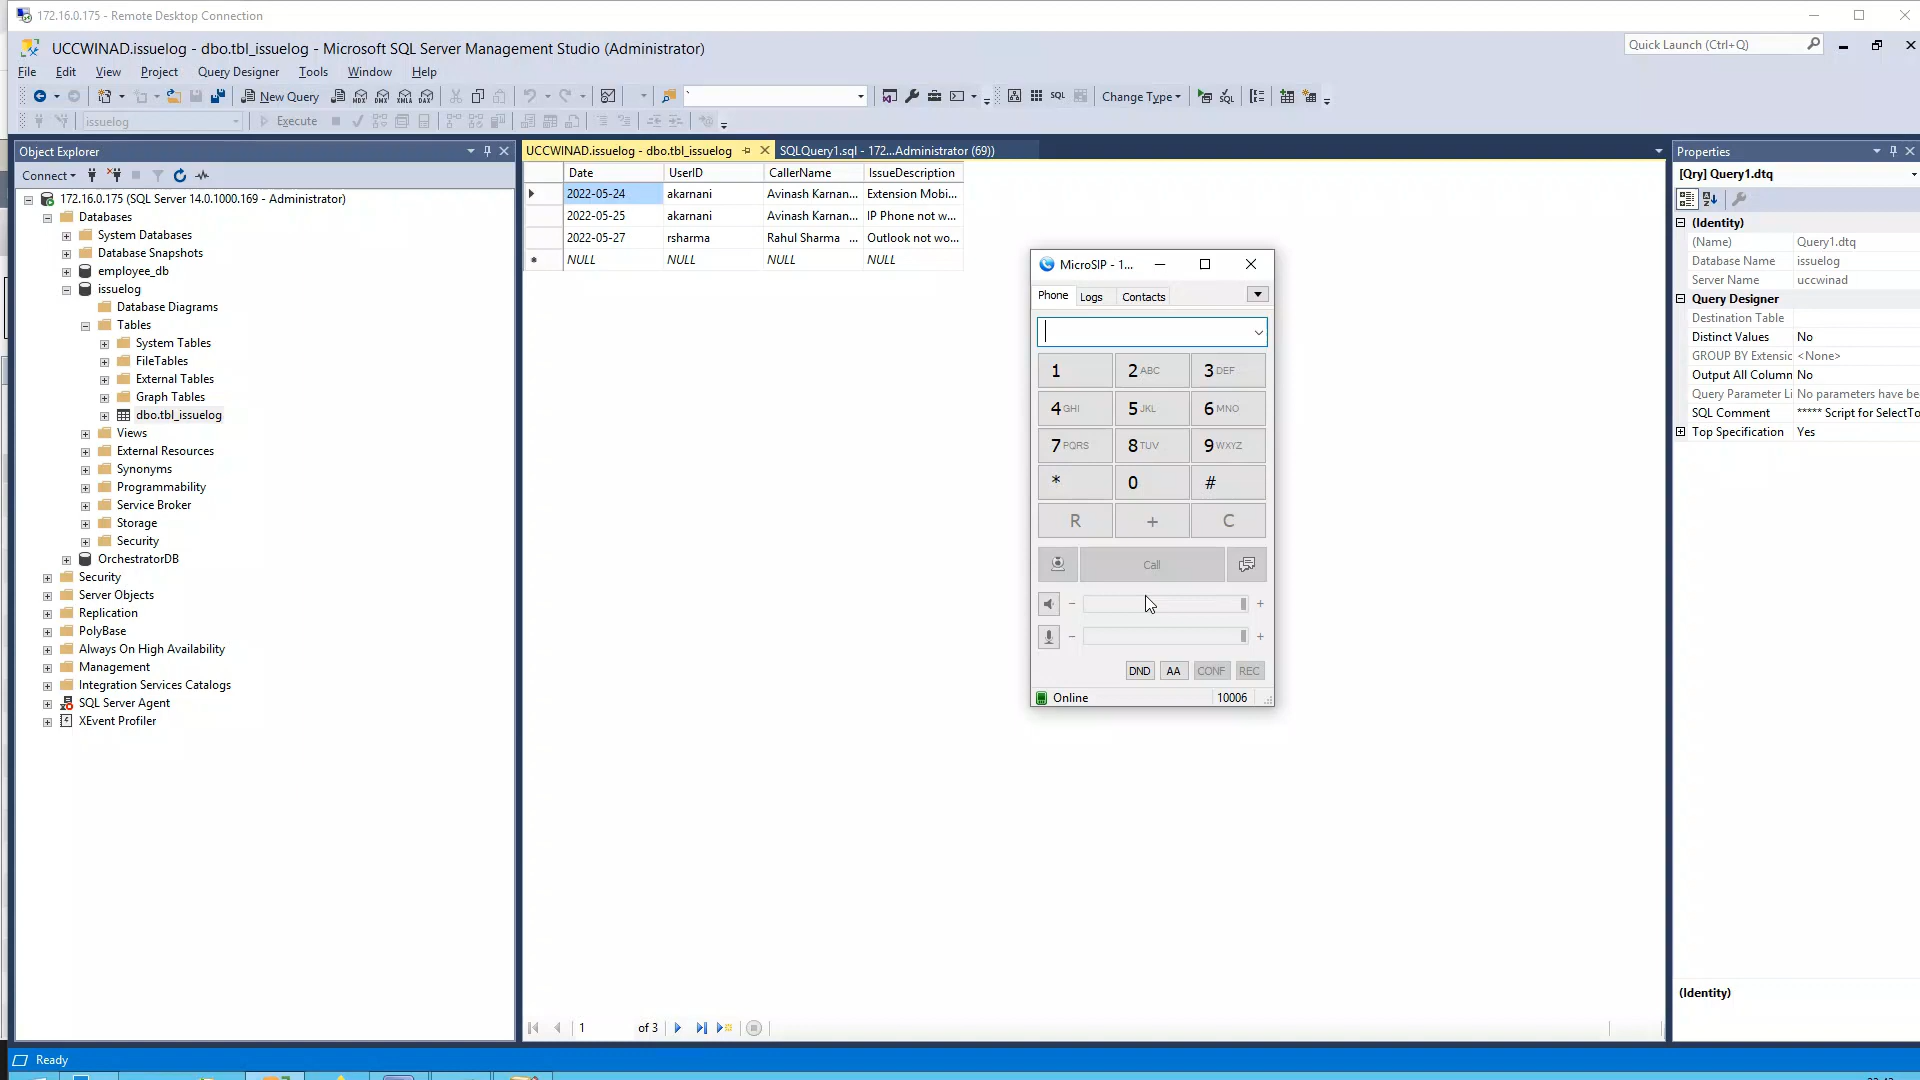 172.16.0.175 - Remote Desktop Connection
UCCWINAD.issuelog - dbo.tbl_issuelog - Microsoft SQL Server Management Studio (Administrator)
Quick Launch (Ctrl+Q)
File Edit View Project Query Designer Tools Window Help
New Query
MDX DMX XMLA DAX
`
SQL
Change Type
issuelog
Execute
Object Explorer
Connect
172.16.0.175 (SQL Server 14.0.1000.169 - Administrator)
Databases
System Databases
Database Snapshots
employee_db
issuelog
Database Diagrams
Tables
System Tables
FileTables
External Tables
Graph Tables
dbo.tbl_issuelog
Views
External Resources
Synonyms
Programmability
Service Broker
Storage
Security
OrchestratorDB
Security
Server Objects
Replication
PolyBase
Always On High Availability
Management
Integration Services Catalogs
SQL Server Agent
XEvent Profiler
UCCWINAD.issuelog - dbo.tbl_issuelog
SQLQuery1.sql - 172...Administrator (69))
Date UserID CallerName IssueDescription
2022-05-24 akarnani Avinash Karnan... Extension Mobi...
2022-05-25 akarnani Avinash Karnan... IP Phone not w...
2022-05-27 rsharma Rahul Sharma ... Outlook not wo...
NULL NULL NULL NULL
1 of 3
MicroSIP - 1...
Phone Logs Contacts
1 2 ABC 3 DEF
4 GHI 5 JKL 6 MNO
7 PQRS 8 TUV 9 WXYZ
* 0 #
R + C
Call
- +
- +
DND AA CONF REC
Online 10006
Properties
[Qry] Query1.dtq
(Identity)
(Name) Query1.dtq
Database Name issuelog
Server Name uccwinad
Query Designer
Destination Table
Distinct Values No
GROUP BY Extensic <None>
Output All Column No
Query Parameter Li No parameters have be
SQL Comment ***** Script for SelectTo
Top Specification Yes
(Identity)
Ready